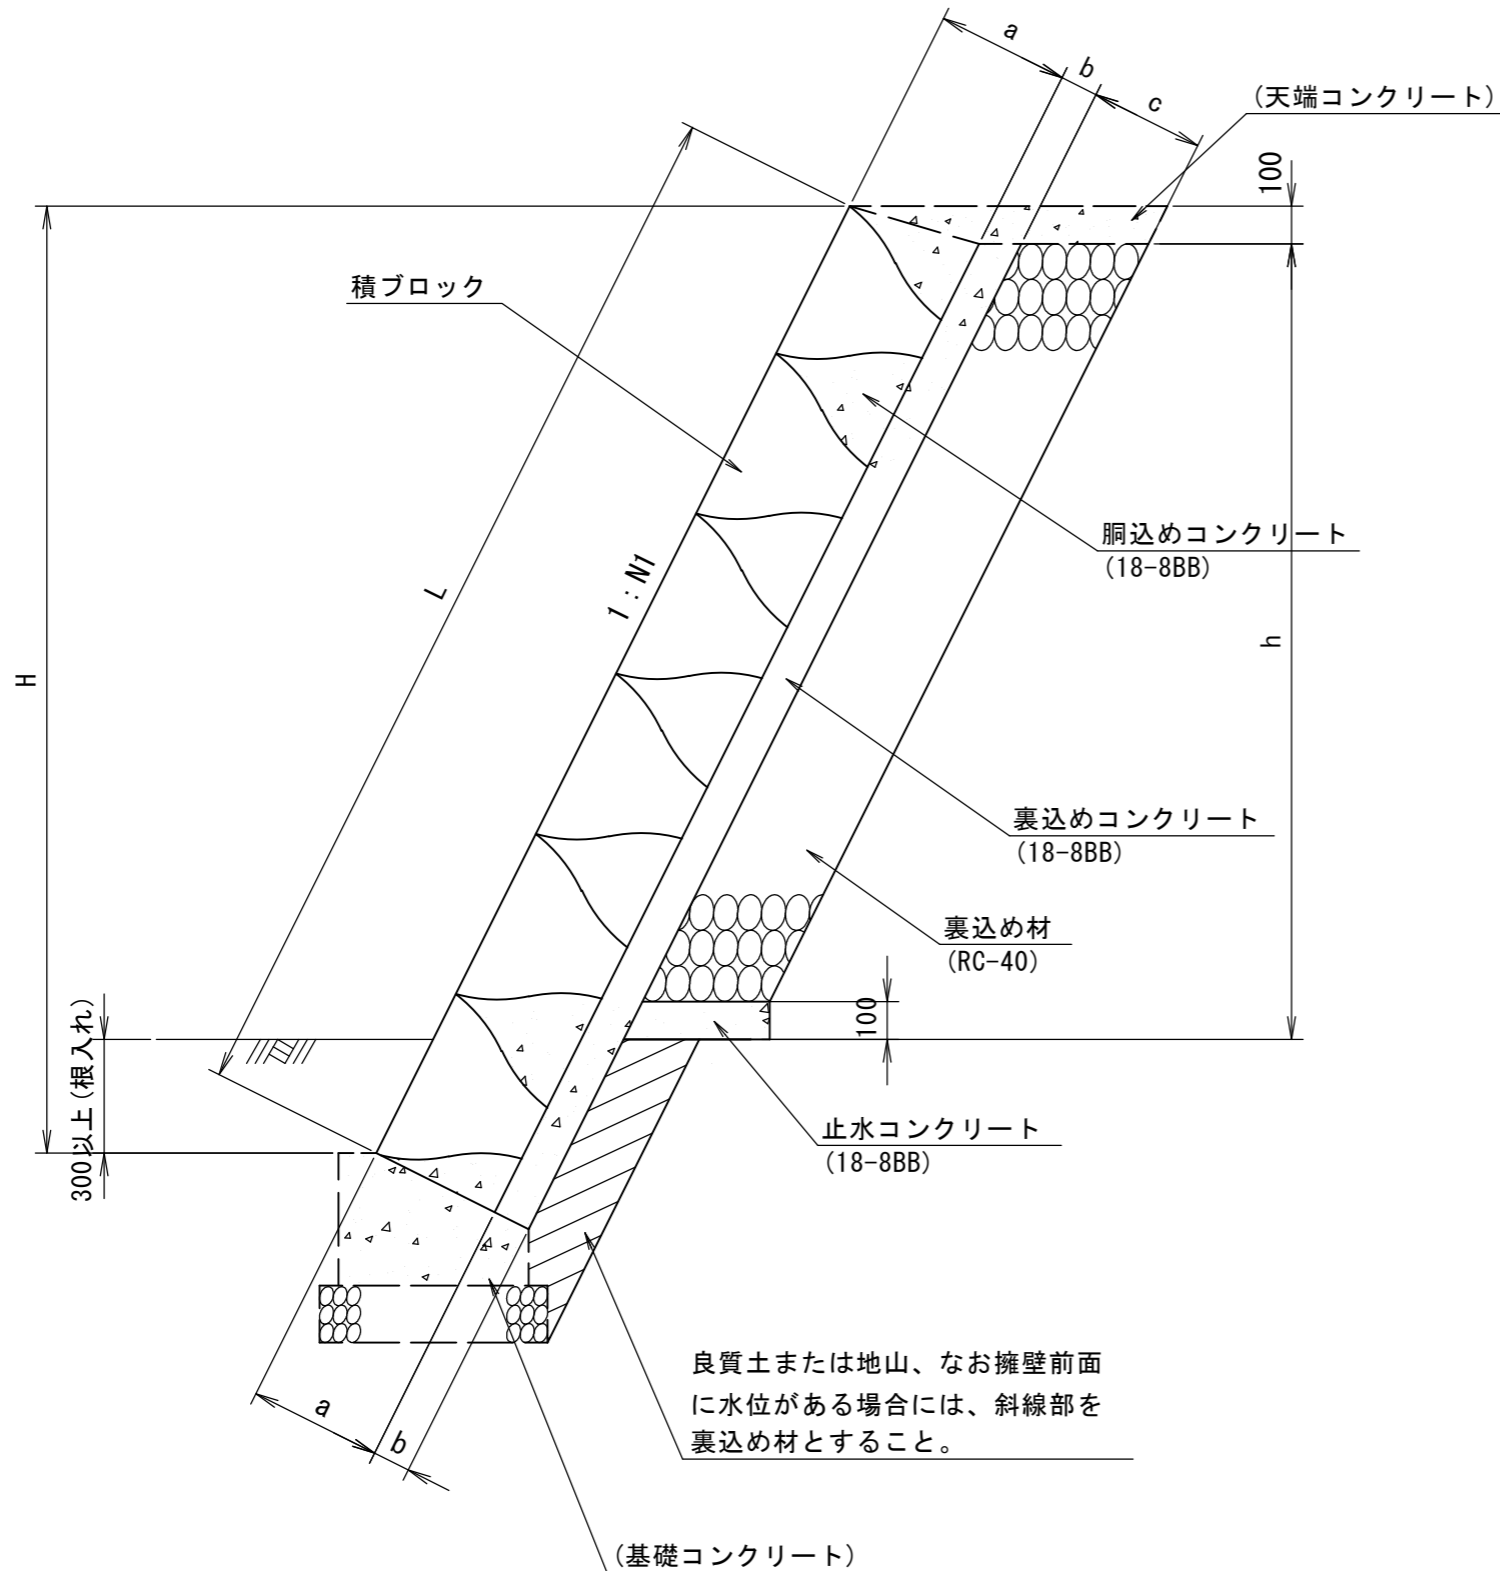 a
b
c
(天端コンクリート)
100
積ブロック
L
1：N1
胴込めコンクリート
(18-8BB)
H
h
裏込めコンクリート
(18-8BB)
裏込め材
(RC-40)
100
300以上(根入れ)
止水コンクリート
(18-8BB)
良質土または地山、なお擁壁前面
に水位がある場合には、斜線部を
裏込め材とすること。
a
b
(基礎コンクリート)